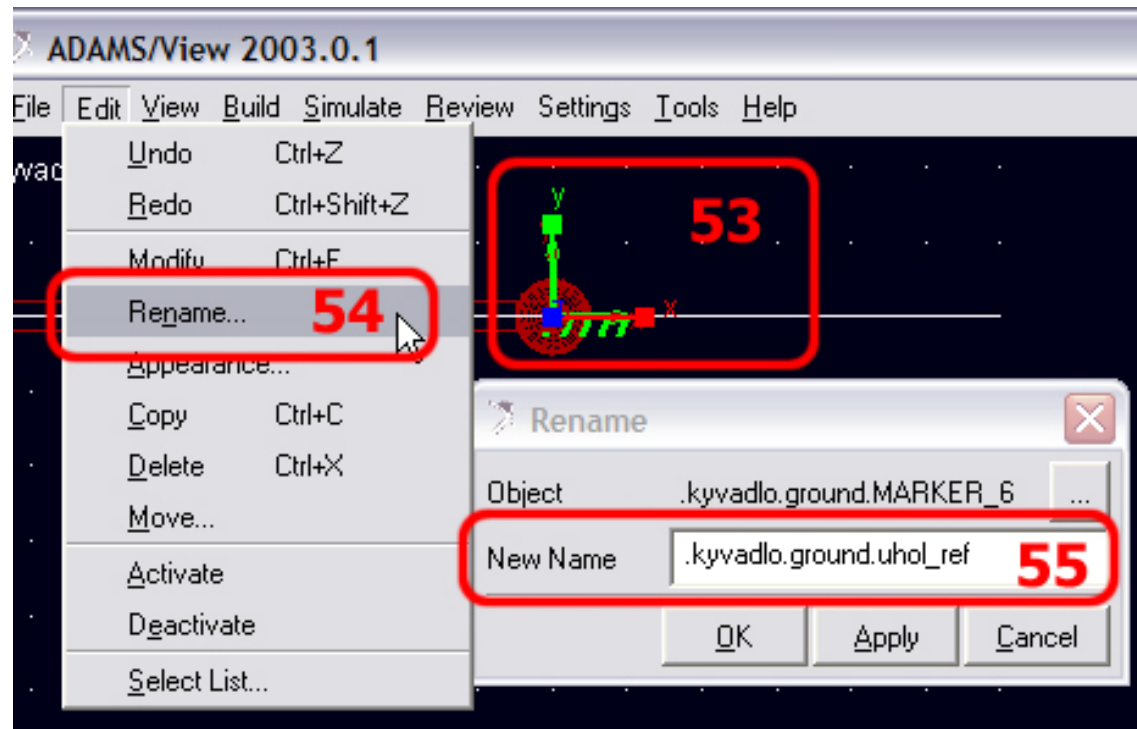 ADAMS/View 2003.0.1
File Edit View Build Simulate Review Settings Tools Help
Undo Ctrl+Z
Redo Ctrl+Shift+Z
Modify Ctrl+E
Rename... 54
Appearance...
Copy Ctrl+C
Delete Ctrl+X
Move...
Activate
Deactivate
Select List...
y
53
x
Rename
Object .kyvadlo.ground.MARKER_6 ...
New Name .kyvadlo.ground.uhol_ref 55
OK Apply Cancel